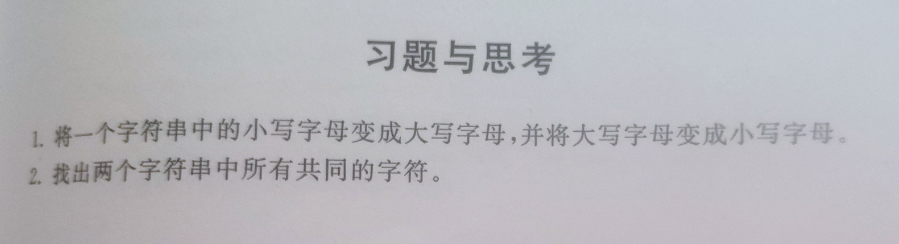 习题与思考
1. 将一个字符串中的小写字母变成大写字母,并将大写字母变成小写字母。
2. 找出两个字符串中所有共同的字符。